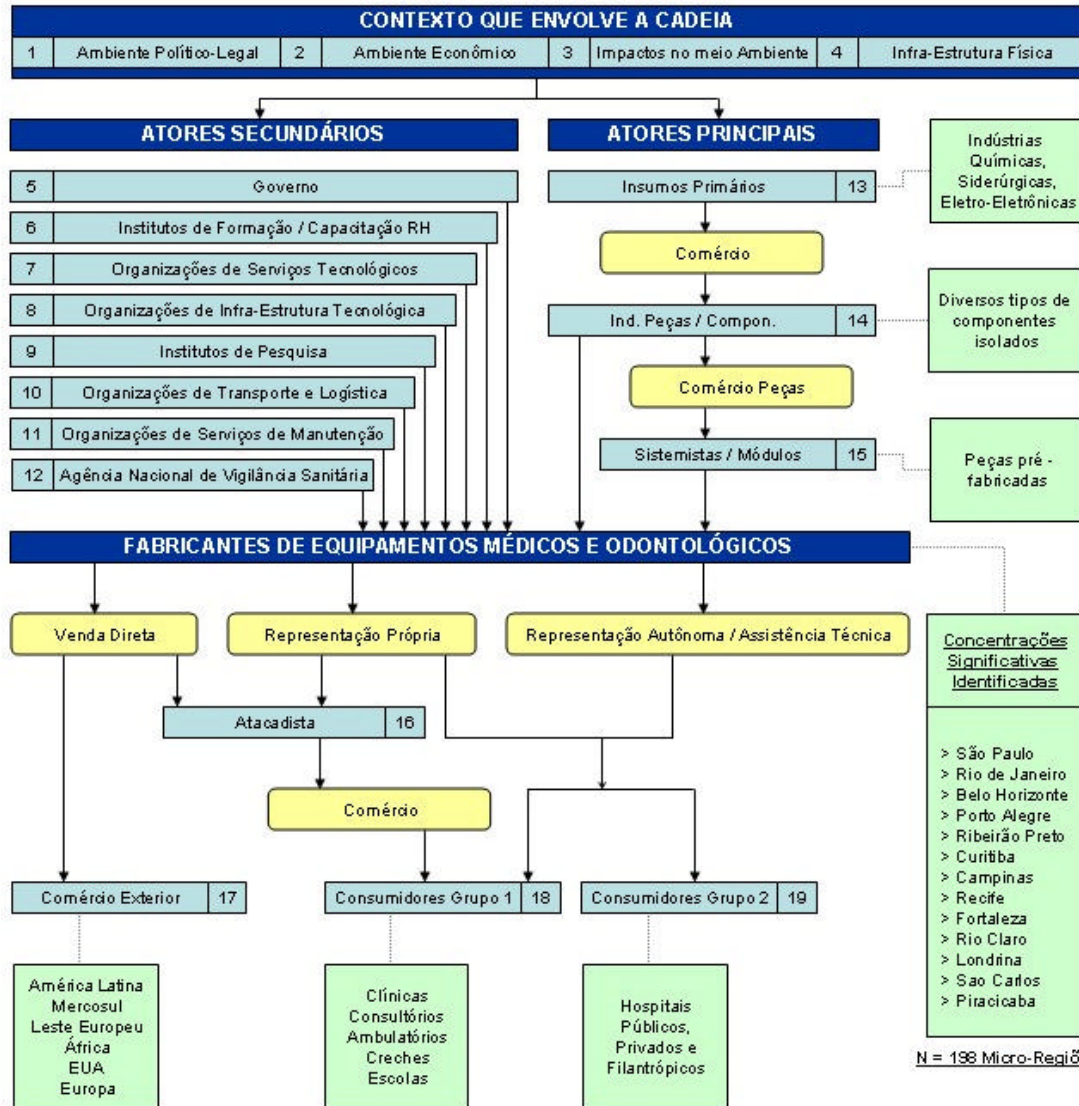 CONTEXTO QUE ENVOLVE A CADEIA
1 Ambiente Político-Legal 2 Ambiente Econômico 3 Impactos no meio Ambiente 4 Infra-Estrutura Física
ATORES SECUNDÁRIOS
5 Governo
6 Institutos de Formação / Capacitação RH
7 Organizações de Serviços Tecnológicos
8 Organizações de Infra-Estrutura Tecnológica
9 Institutos de Pesquisa
10 Organizações de Transporte e Logística
11 Organizações de Serviços de Manutenção
12 Agência Nacional de Vigilância Sanitária
ATORES PRINCIPAIS
Insumos Primários 13
Comércio
Ind. Peças / Compon. 14
Comércio Peças
Sistemistas / Módulos 15
Indústrias
Químicas,
Siderúrgicas,
Eletro-Eletrônicas
Diversos tipos de
componentes
isolados
Peças pré -
fabricadas
FABRICANTES DE EQUIPAMENTOS MÉDICOS E ODONTOLÓGICOS
Venda Direta
Representação Própria
Representação Autônoma / Assistência Técnica
Atacadista 16
Comércio
Comércio Exterior 17
Consumidores Grupo 1 18
Consumidores Grupo 2 19
América Latina
Mercosul
Leste Europeu
África
EUA
Europa
Clínicas
Consultórios
Ambulatórios
Creches
Escolas
Hospitais
Públicos,
Privados e
Filantrópicos
Concentrações
Significativas
Identificadas
> São Paulo
> Rio de Janeiro
> Belo Horizonte
> Porto Alegre
> Ribeirão Preto
> Curitiba
> Campinas
> Recife
> Fortaleza
> Rio Claro
> Londrina
> Sao Carlos
> Piracicaba
N = 198 Micro-Regiõ